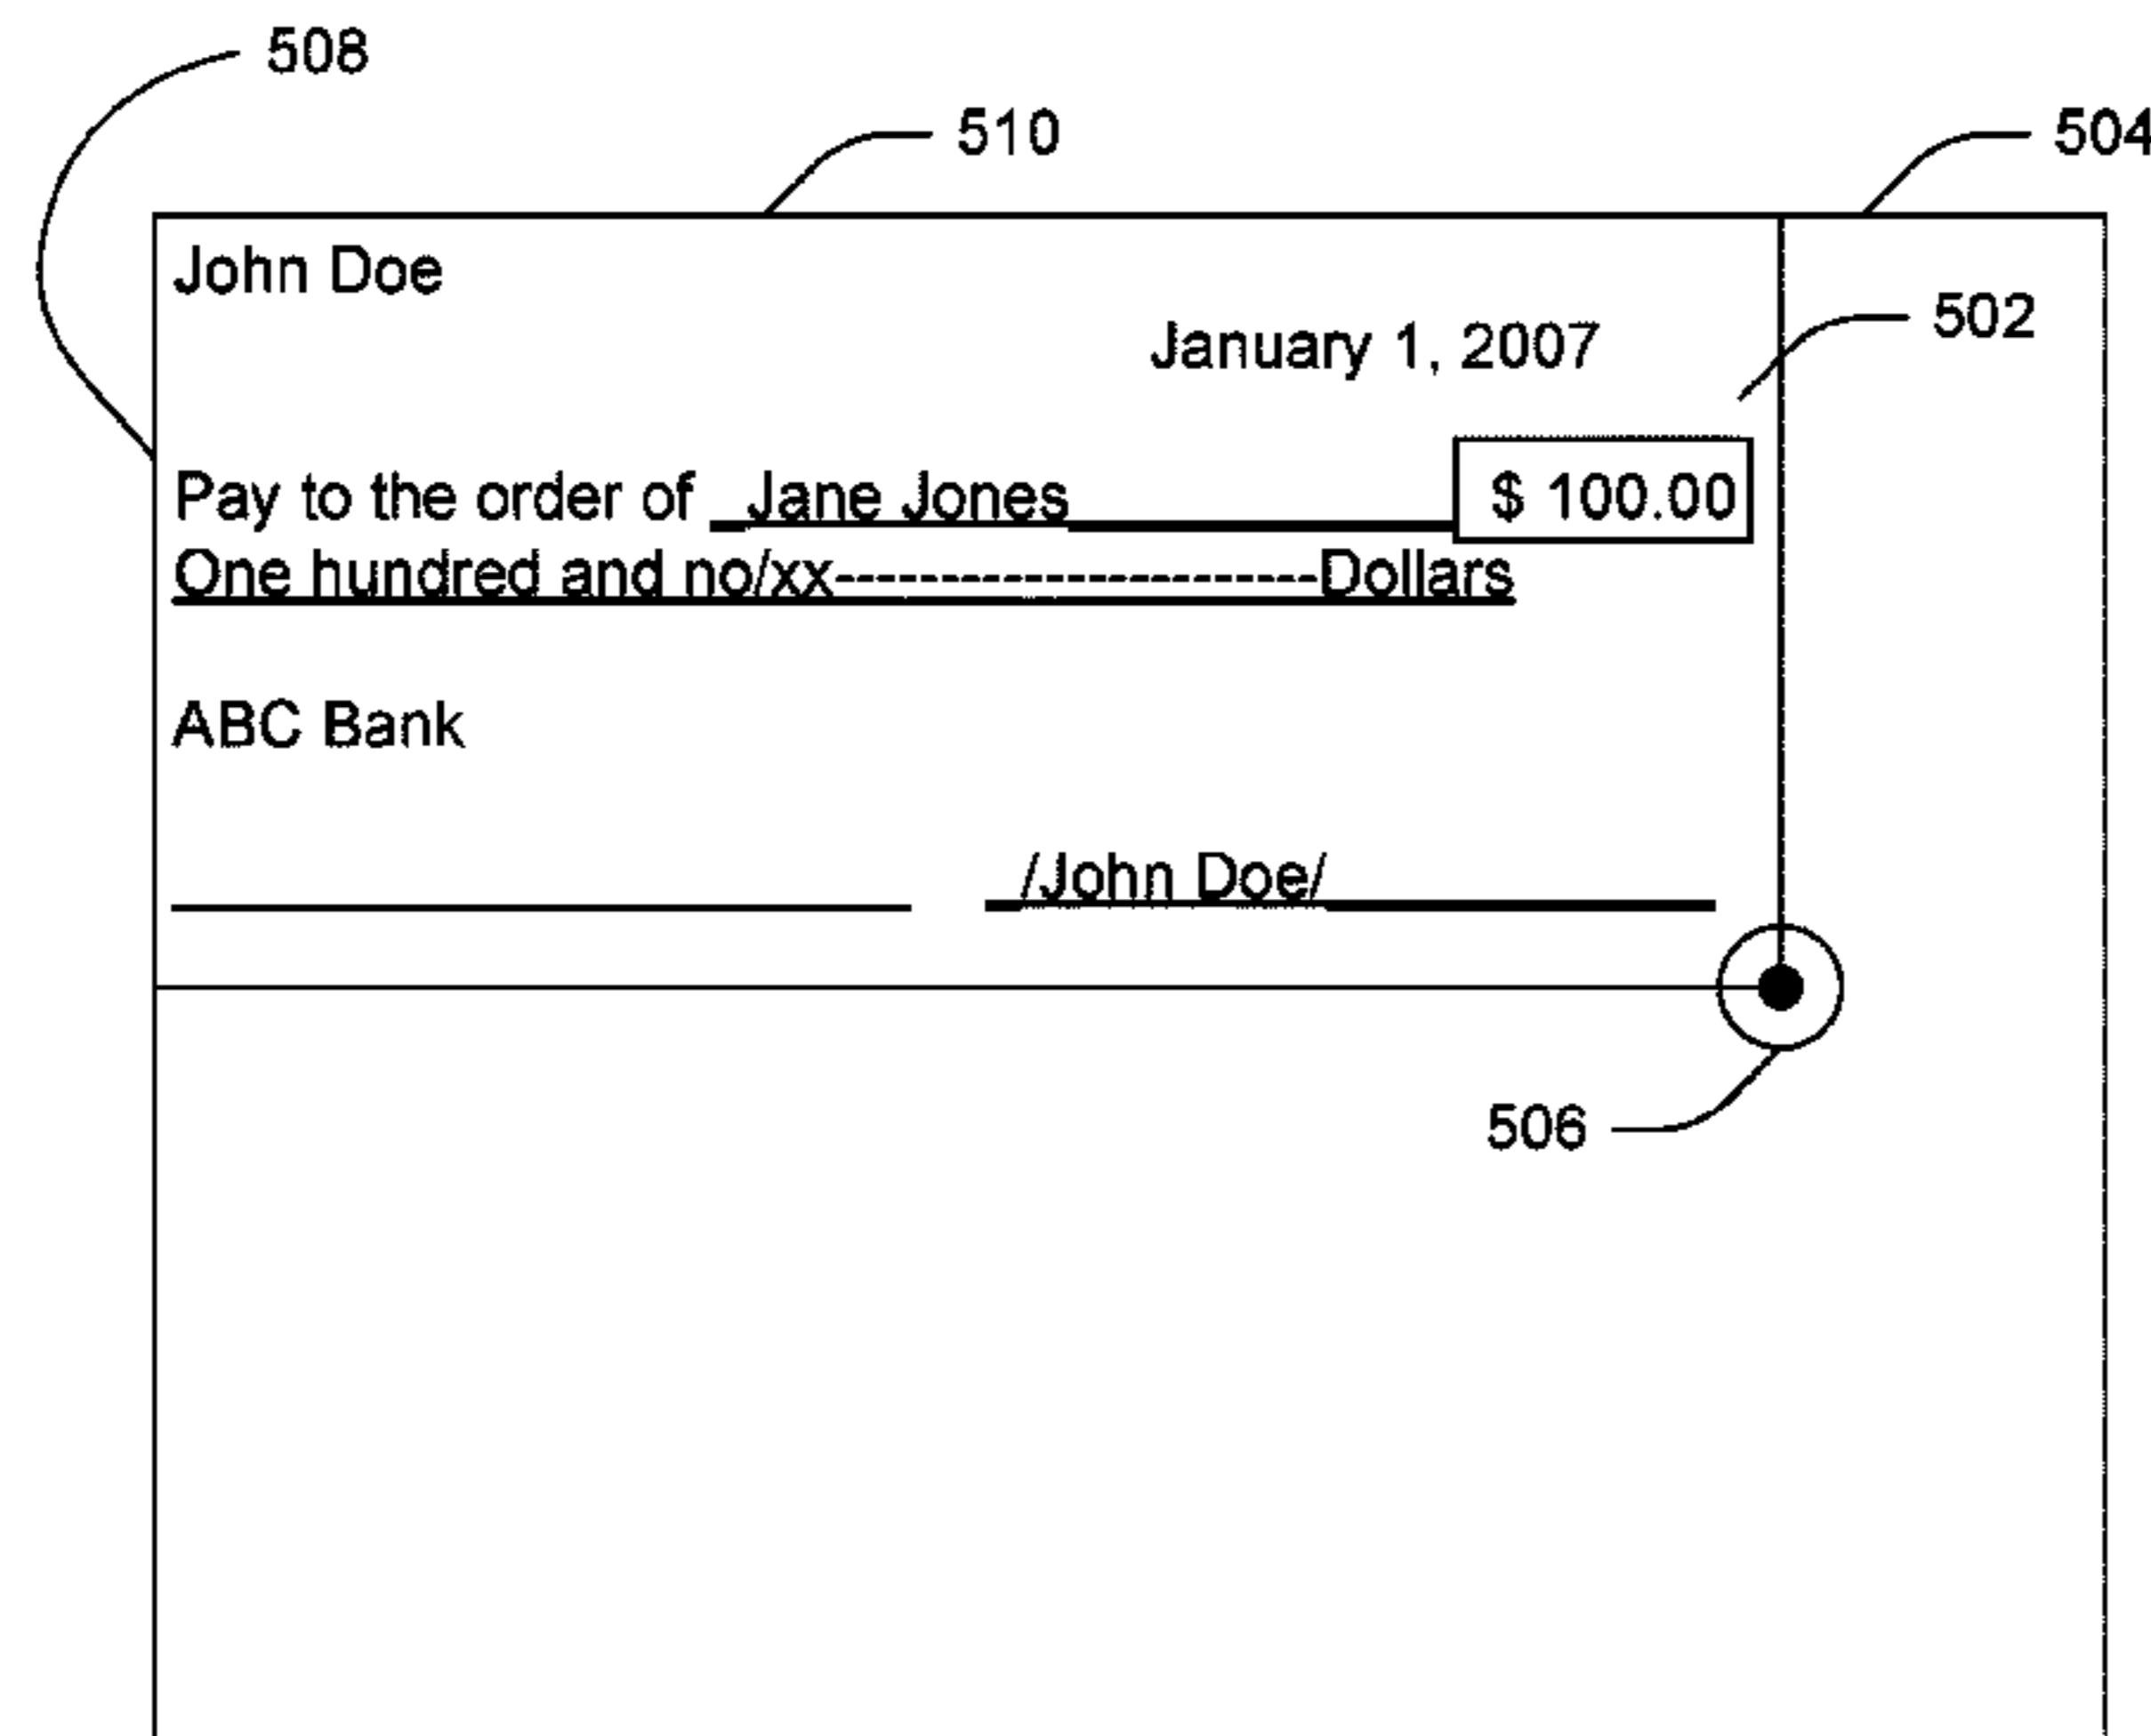 508
510
504
John Doe
502
January 1, 2007
Pay to the order of Jane Jones $ 100.00
One hundred and no/xx------------------------Dollars
ABC Bank
/John Doe/
506